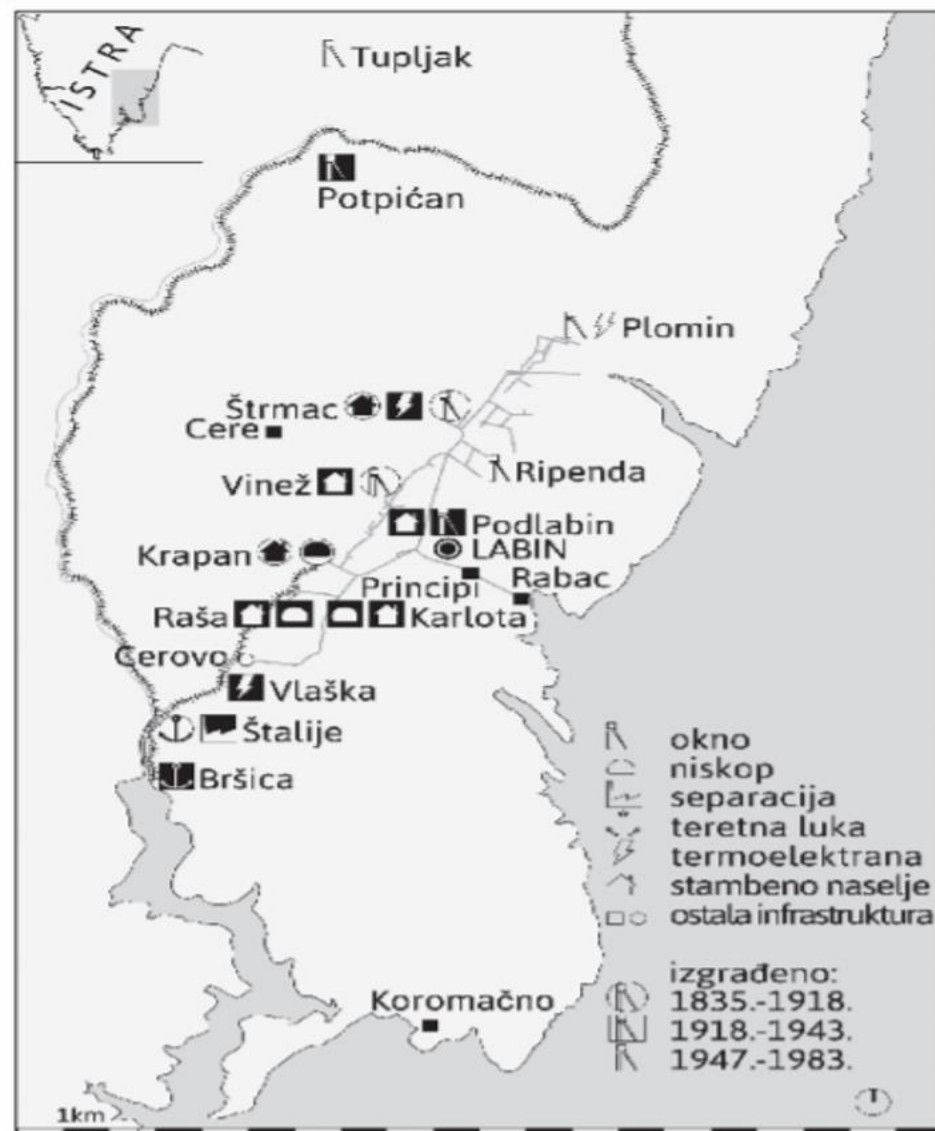 ISTRA
Tupljak
Potpićan
Plomin
Štrmac
Cere
Ripenda
Vinež
Podlabin
Krapan
LABIN
Principi
Rabac
Raša
Karlota
Cerovo
Vlaška
Štalije
Bršica
okno
niskop
separacija
teretna luka
termoelektrana
stambeno naselje
ostala infrastruktura
izgrađeno:
Koromačno
1835.-1918.
1918.-1943.
1947.-1983.
1km